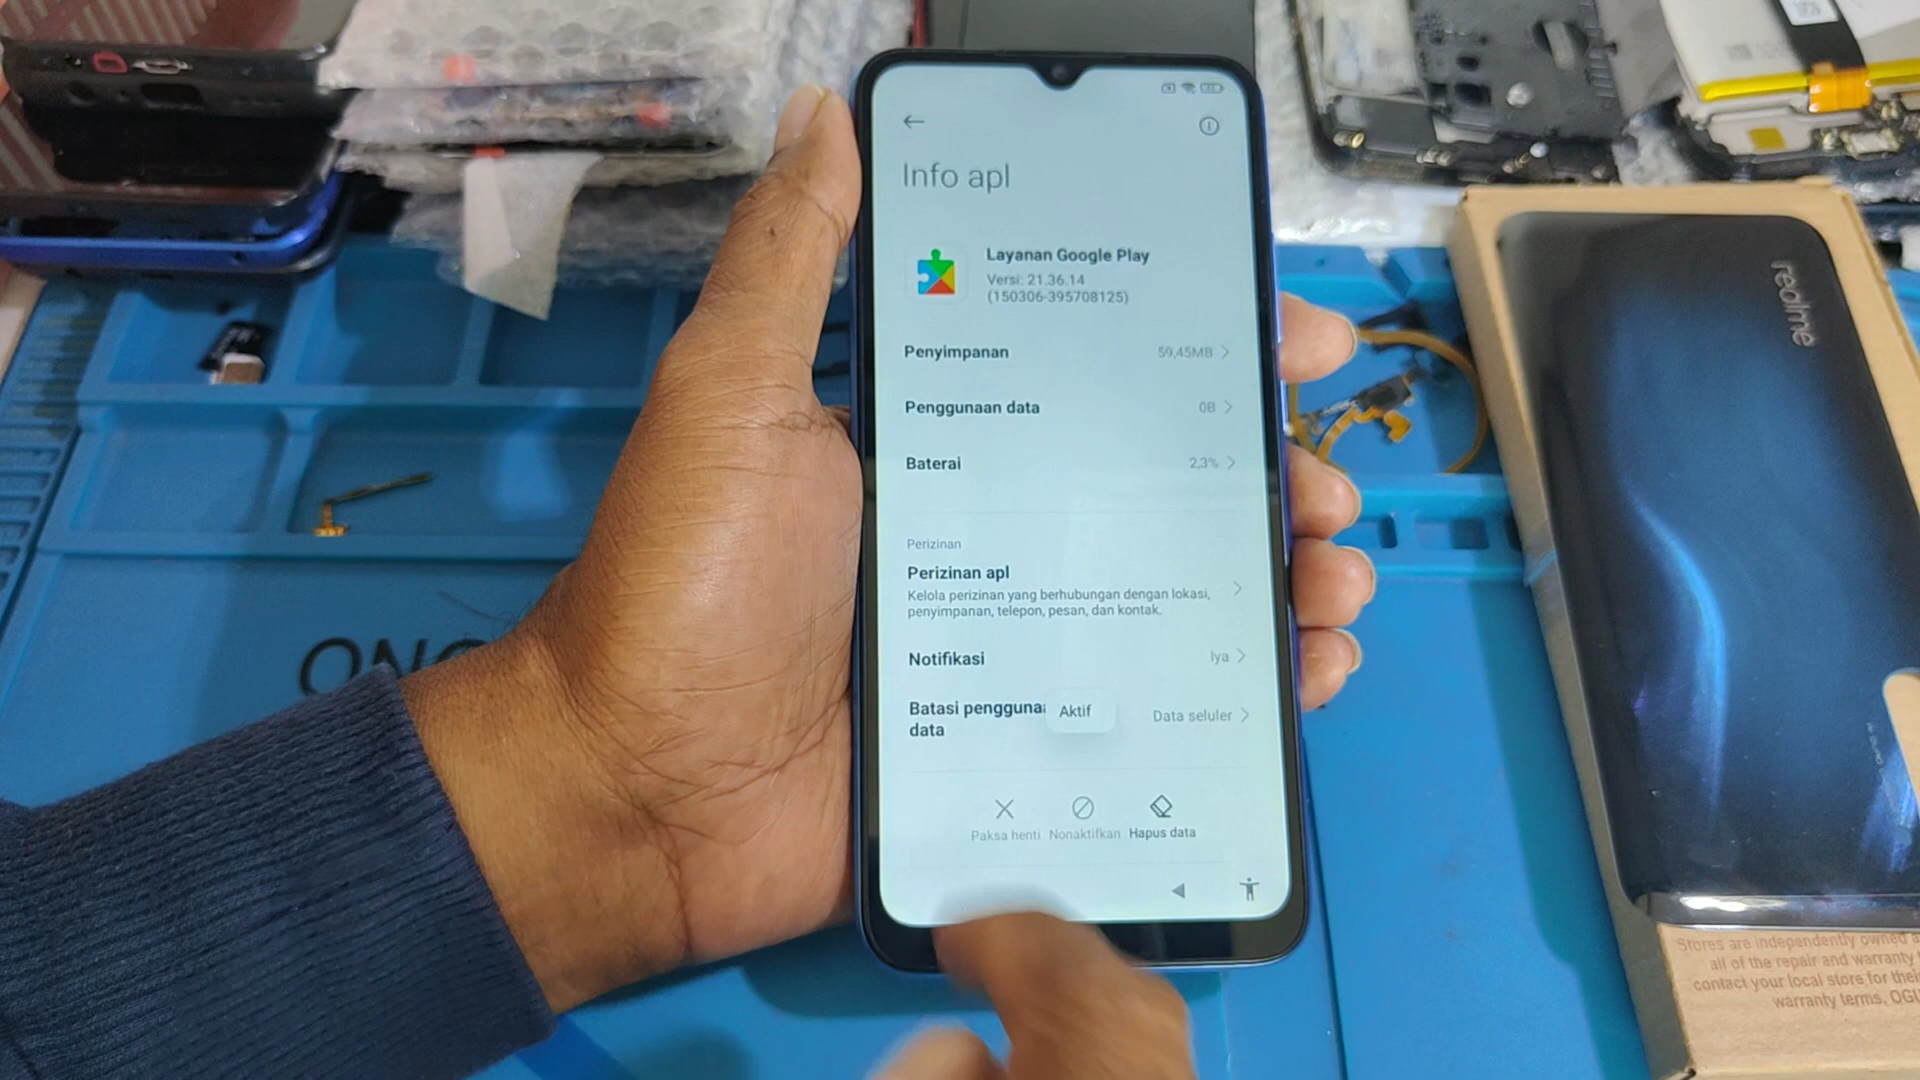 Info apl
Layanan Google Play
Versi: 21.36.14
(150306-395708125)
Penyimpanan
59,45MB
Penggunaan data
0B
Baterai
2,3%
Perizinan
Perizinan apl
Kelola perizinan yang berhubungan dengan lokasi,
penyimpanan, telepon, pesan, dan kontak.
Notifikasi
Iya
Batasi pengguna
data
Aktif
Data seluler
Paksa henti
Nonaktifkan
Hapus data
realme
Stores are independently owned
all of the repair and warranty
contact your local store for their
warranty terms, OGU